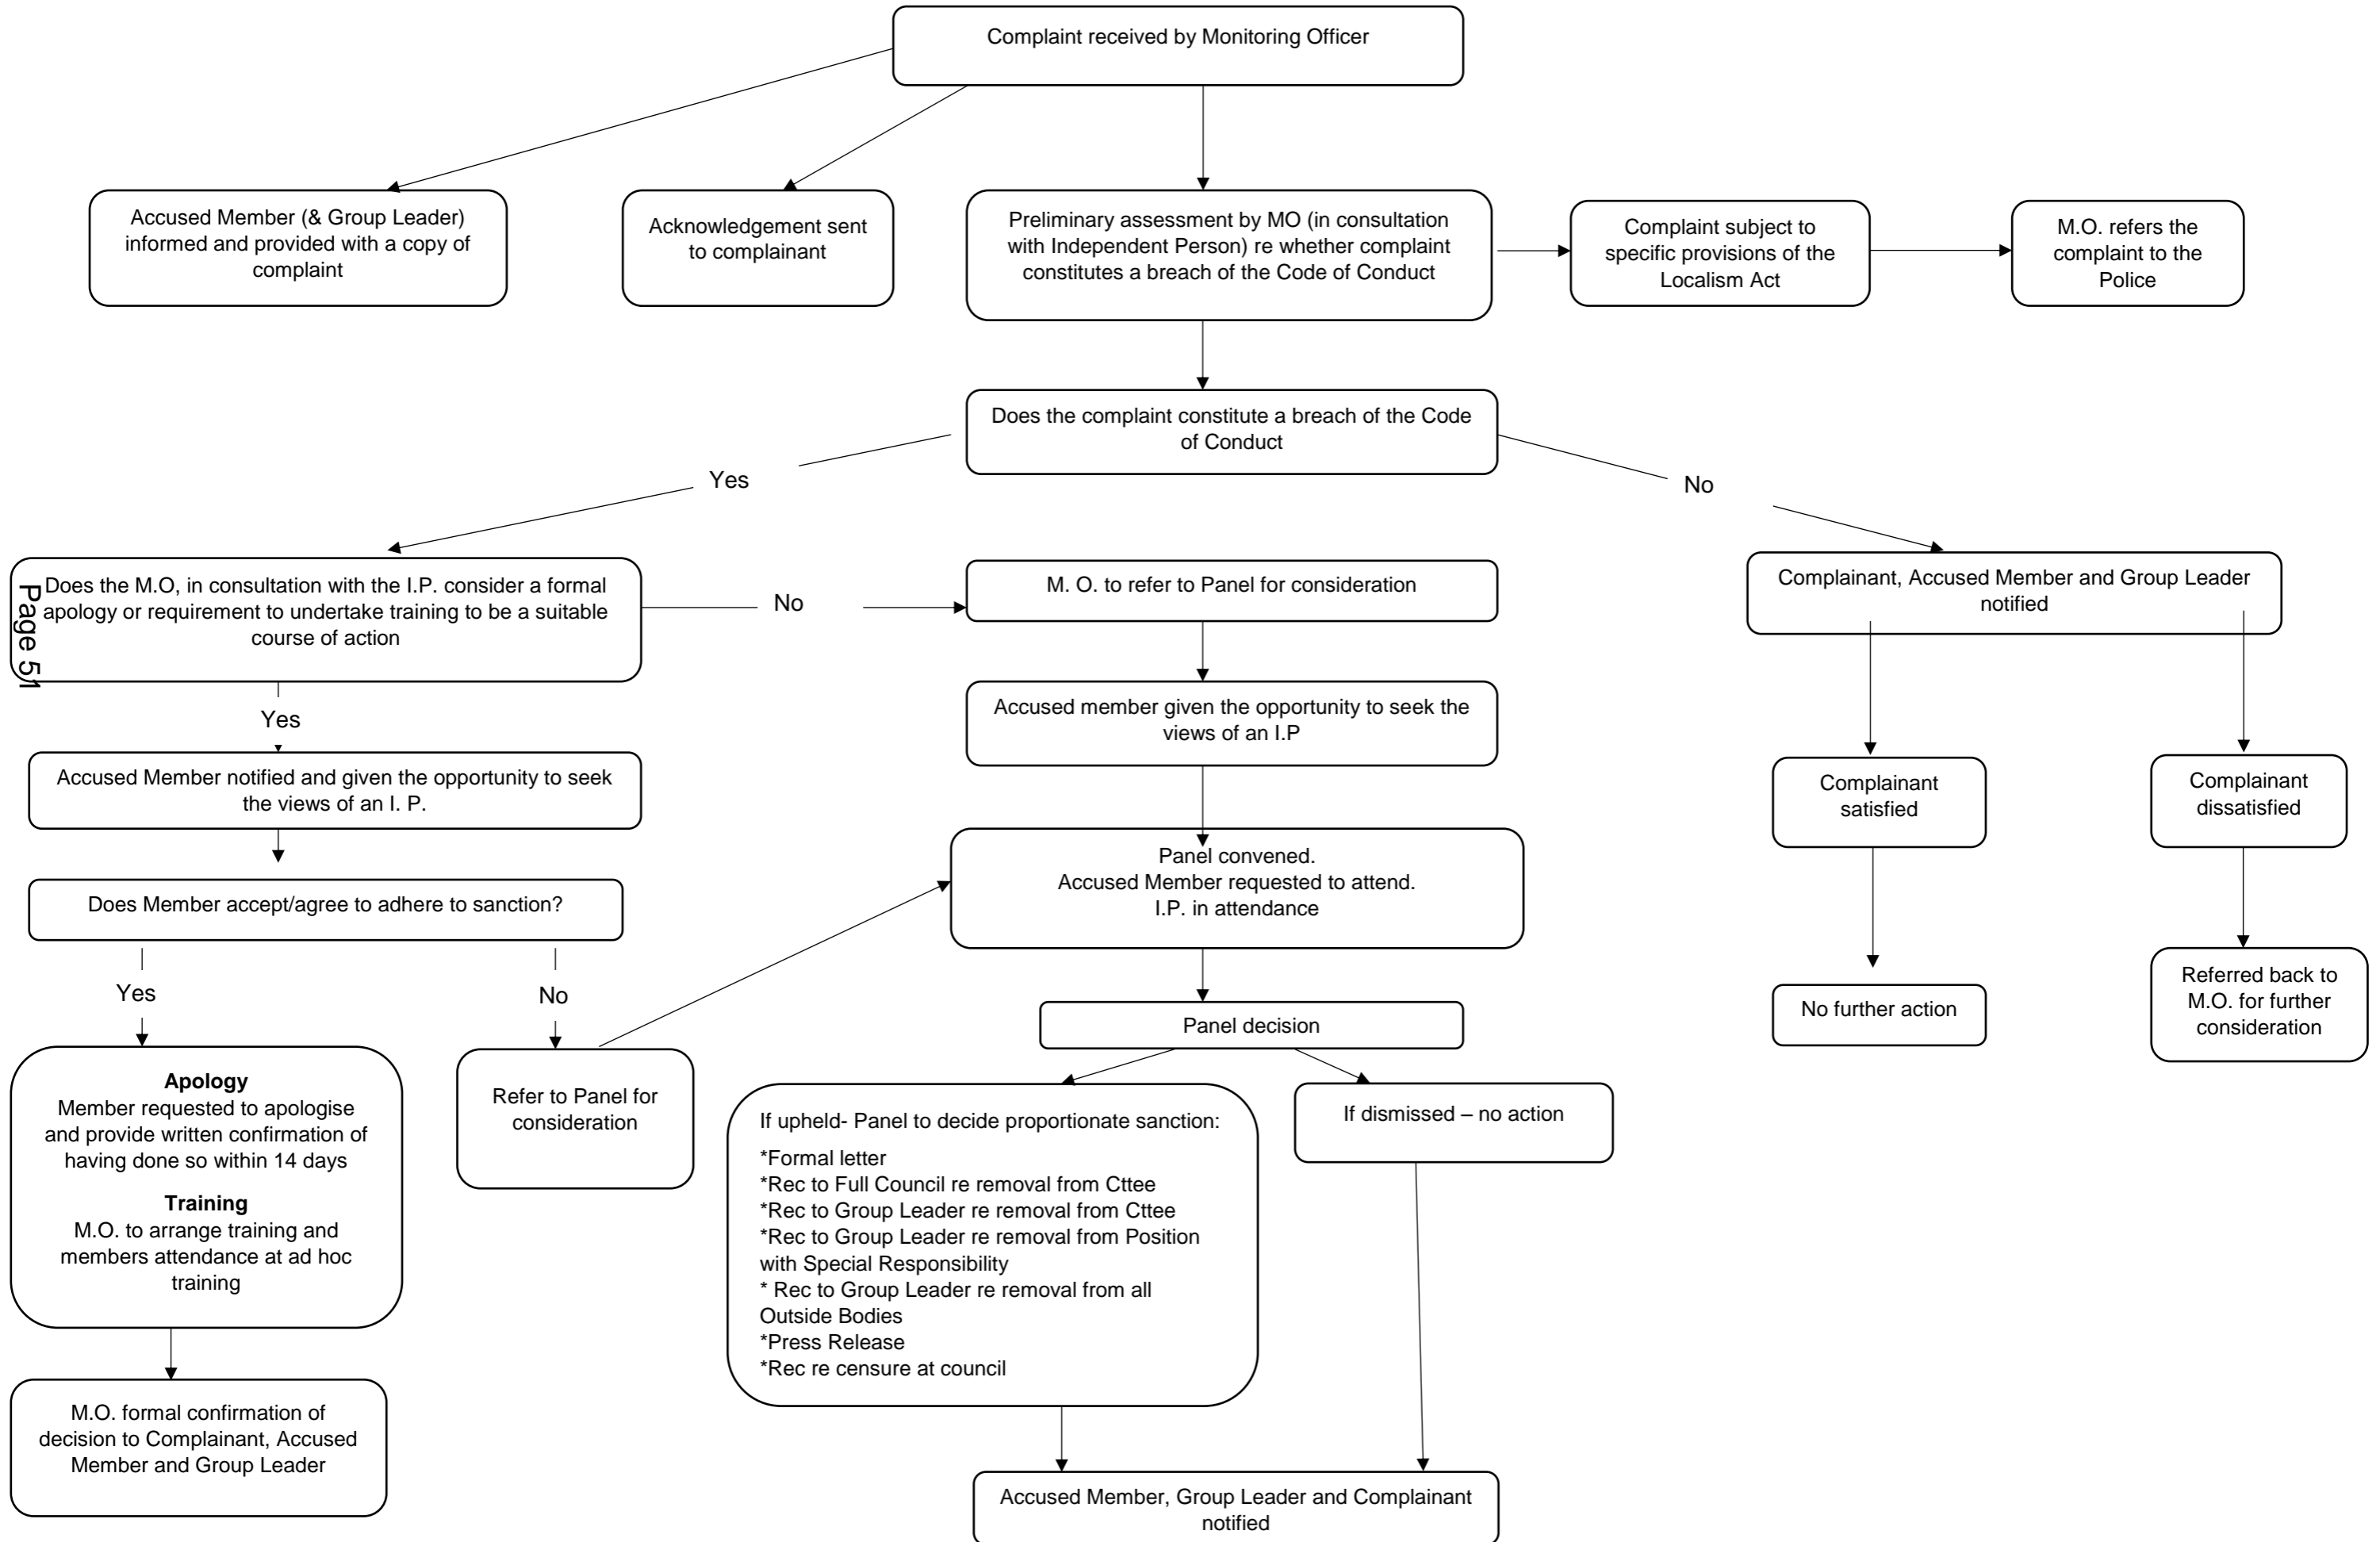 Complaint received by Monitoring Officer
Accused Member (& Group Leader)
informed and provided with a copy of
complaint
Acknowledgement sent
to complainant
Preliminary assessment by MO (in consultation
with Independent Person) re whether complaint
constitutes a breach of the Code of Conduct
Complaint subject to
specific provisions of the
Localism Act
M.O. refers the
complaint to the
Police
Does the complaint constitute a breach of the Code
of Conduct
Yes
No
Page 51
Does the M.O, in consultation with the I.P. consider a formal
apology or requirement to undertake training to be a suitable
course of action
No
M. O. to refer to Panel for consideration
Complainant, Accused Member and Group Leader
notified
Yes
Accused member given the opportunity to seek the
views of an I.P
Accused Member notified and given the opportunity to seek
the views of an I. P.
Complainant
satisfied
Complainant
dissatisfied
Does Member accept/agree to adhere to sanction?
Panel convened.
Accused Member requested to attend.
I.P. in attendance
Yes
No
No further action
Referred back to
M.O. for further
consideration
Panel decision
Apology
Member requested to apologise
and provide written confirmation of
having done so within 14 days
Training
M.O. to arrange training and
members attendance at ad hoc
training
Refer to Panel for
consideration
If upheld- Panel to decide proportionate sanction:
*Formal letter
*Rec to Full Council re removal from Cttee
*Rec to Group Leader re removal from Cttee
*Rec to Group Leader re removal from Position
with Special Responsibility
* Rec to Group Leader re removal from all
Outside Bodies
*Press Release
*Rec re censure at council
If dismissed – no action
M.O. formal confirmation of
decision to Complainant, Accused
Member and Group Leader
Accused Member, Group Leader and Complainant
notified